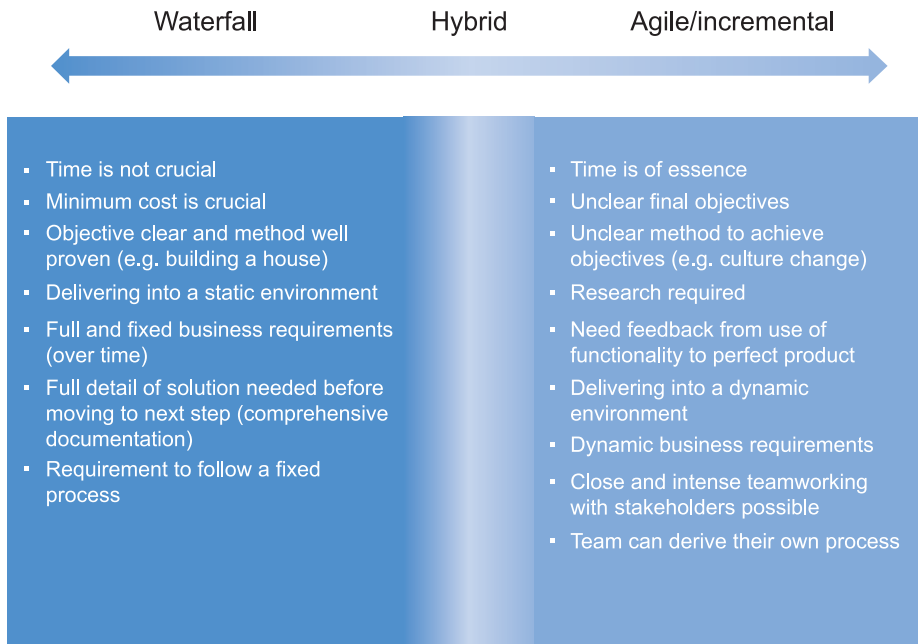 Waterfall
Hybrid
Agile/incremental
▪ Time is not crucial
▪ Minimum cost is crucial
▪ Objective clear and method well
proven (e.g. building a house)
▪ Delivering into a static environment
▪ Full and fixed business requirements
(over time)
▪ Full detail of solution needed before
moving to next step (comprehensive
documentation)
▪ Requirement to follow a fixed
process
▪ Time is of essence
▪ Unclear final objectives
▪ Unclear method to achieve
objectives (e.g. culture change)
▪ Research required
▪ Need feedback from use of
functionality to perfect product
▪ Delivering into a dynamic
environment
▪ Dynamic business requirements
▪ Close and intense teamworking
with stakeholders possible
▪ Team can derive their own process